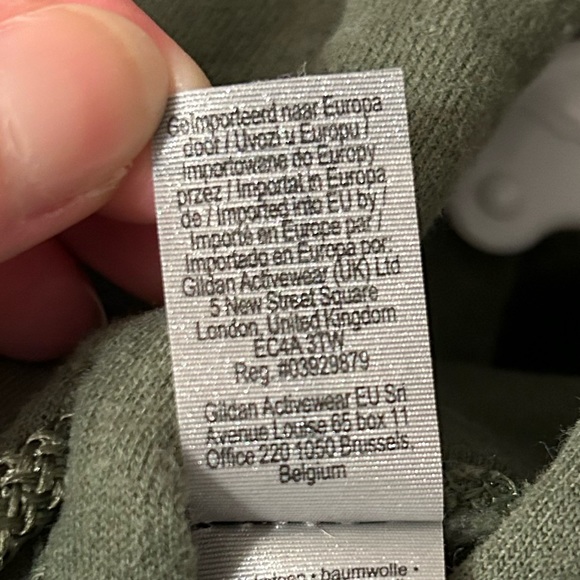 Geïmporteerd naar Europa
door / Uvozi u Europu /
Importowane do Europy
przez / Importat in Europa
de / Imported into EU by /
Importé en Europe par /
Importado en Europa por:
Gildan Activewear (UK) Ltd
5 New Street Square
London, United Kingdom
EC4A 3TW
Reg. #03929879
Gildan Activewear EU Srl
Avenue Louise 65 box 11
Office 220 1050 Brussels,
Belgium
• baumwolle •